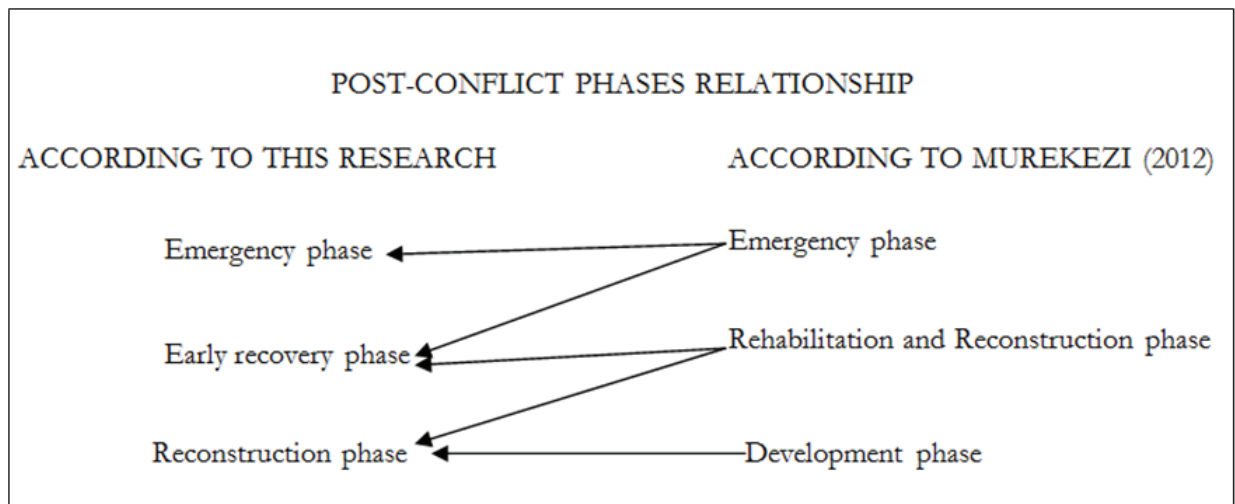 POST-CONFLICT PHASES RELATIONSHIP
ACCORDING TO THIS RESEARCH
ACCORDING TO MUREKEZI (2012)
Emergency phase
Emergency phase
Early recovery phase
Rehabilitation and Reconstruction phase
Reconstruction phase
Development phase